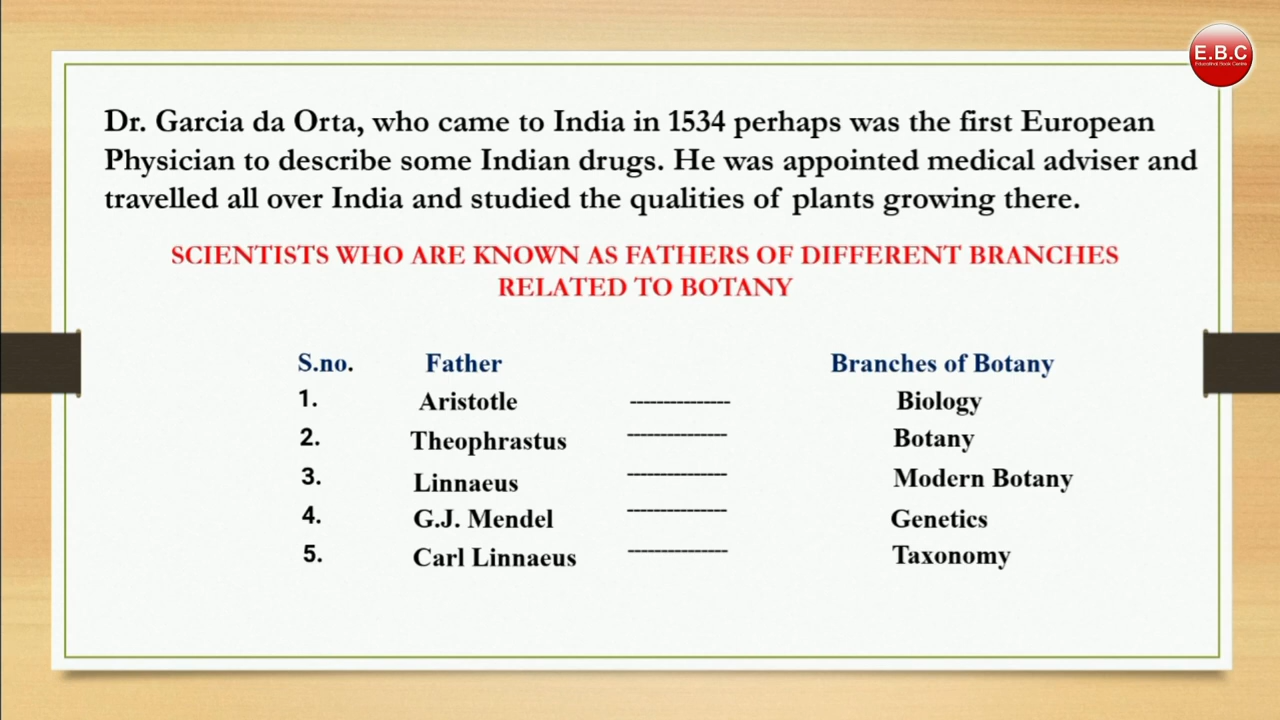 E.B.C
Educational Book Centre
Dr. Garcia da Orta, who came to India in 1534 perhaps was the first European
Physician to describe some Indian drugs. He was appointed medical adviser and
travelled all over India and studied the qualities of plants growing there.
SCIENTISTS WHO ARE KNOWN AS FATHERS OF DIFFERENT BRANCHES
RELATED TO BOTANY
S.no. Father Branches of Botany
1. Aristotle --------------- Biology
2. Theophrastus --------------- Botany
3. Linnaeus --------------- Modern Botany
4. G.J. Mendel --------------- Genetics
5. Carl Linnaeus --------------- Taxonomy